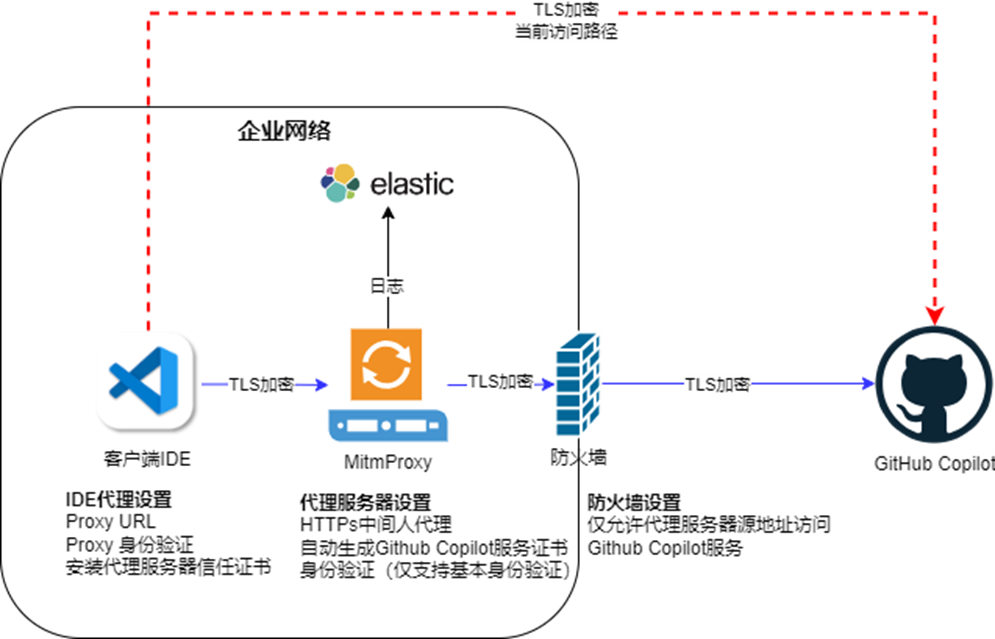 TLS加密
当前访问路径
企业网络
elastic
日志
TLS加密
TLS加密
TLS加密
客户端IDE
MitmProxy
防火墙
GitHub Copilot
IDE代理设置
Proxy URL
Proxy 身份验证
安装代理服务器信任证书
代理服务器设置
HTTPs中间人代理
自动生成Github Copilot服务证书
身份验证（仅支持基本身份验证）
防火墙设置
仅允许代理服务器源地址访问
Github Copilot服务